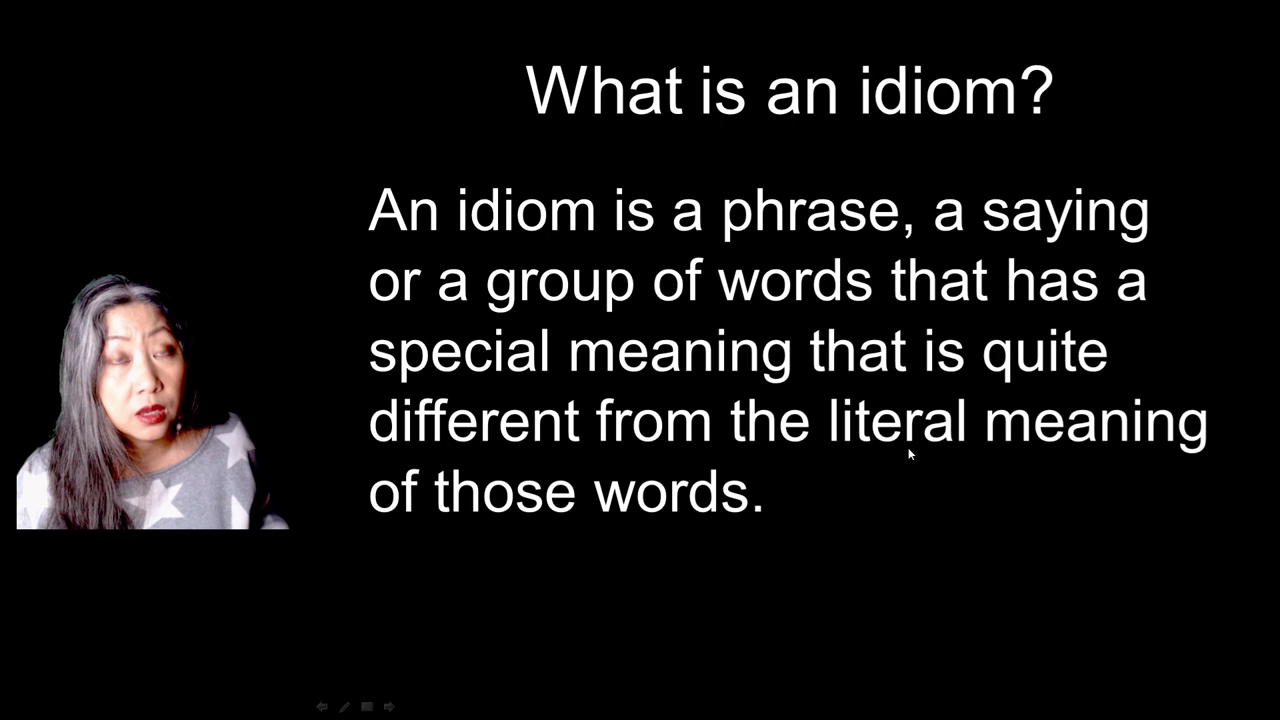 What is an idiom?
An idiom is a phrase, a saying
or a group of words that has a
special meaning that is quite
different from the literal meaning
of those words.